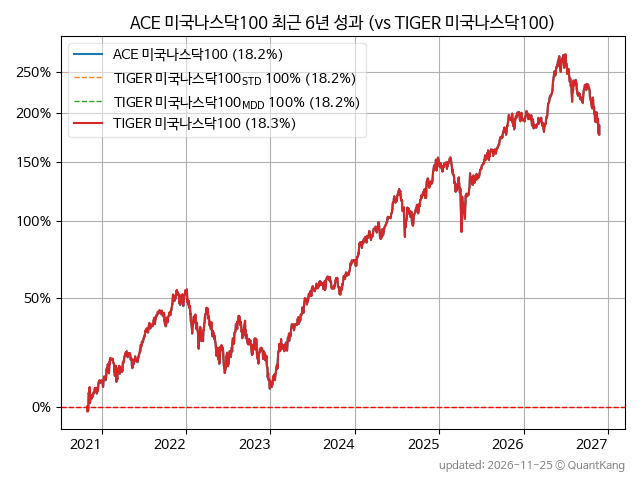 ACE 미국나스닥100 최근 6년 성과 (vs TIGER 미국나스닥100)
ACE 미국나스닥100 (18.2%)
TIGER 미국나스닥100STD 100% (18.2%)
TIGER 미국나스닥100MDD 100% (18.2%)
TIGER 미국나스닥100 (18.3%)
250%
200%
150%
100%
50%
0%
2021 2022 2023 2024 2025 2026 2027
updated: 2026-11-25 © QuantKang